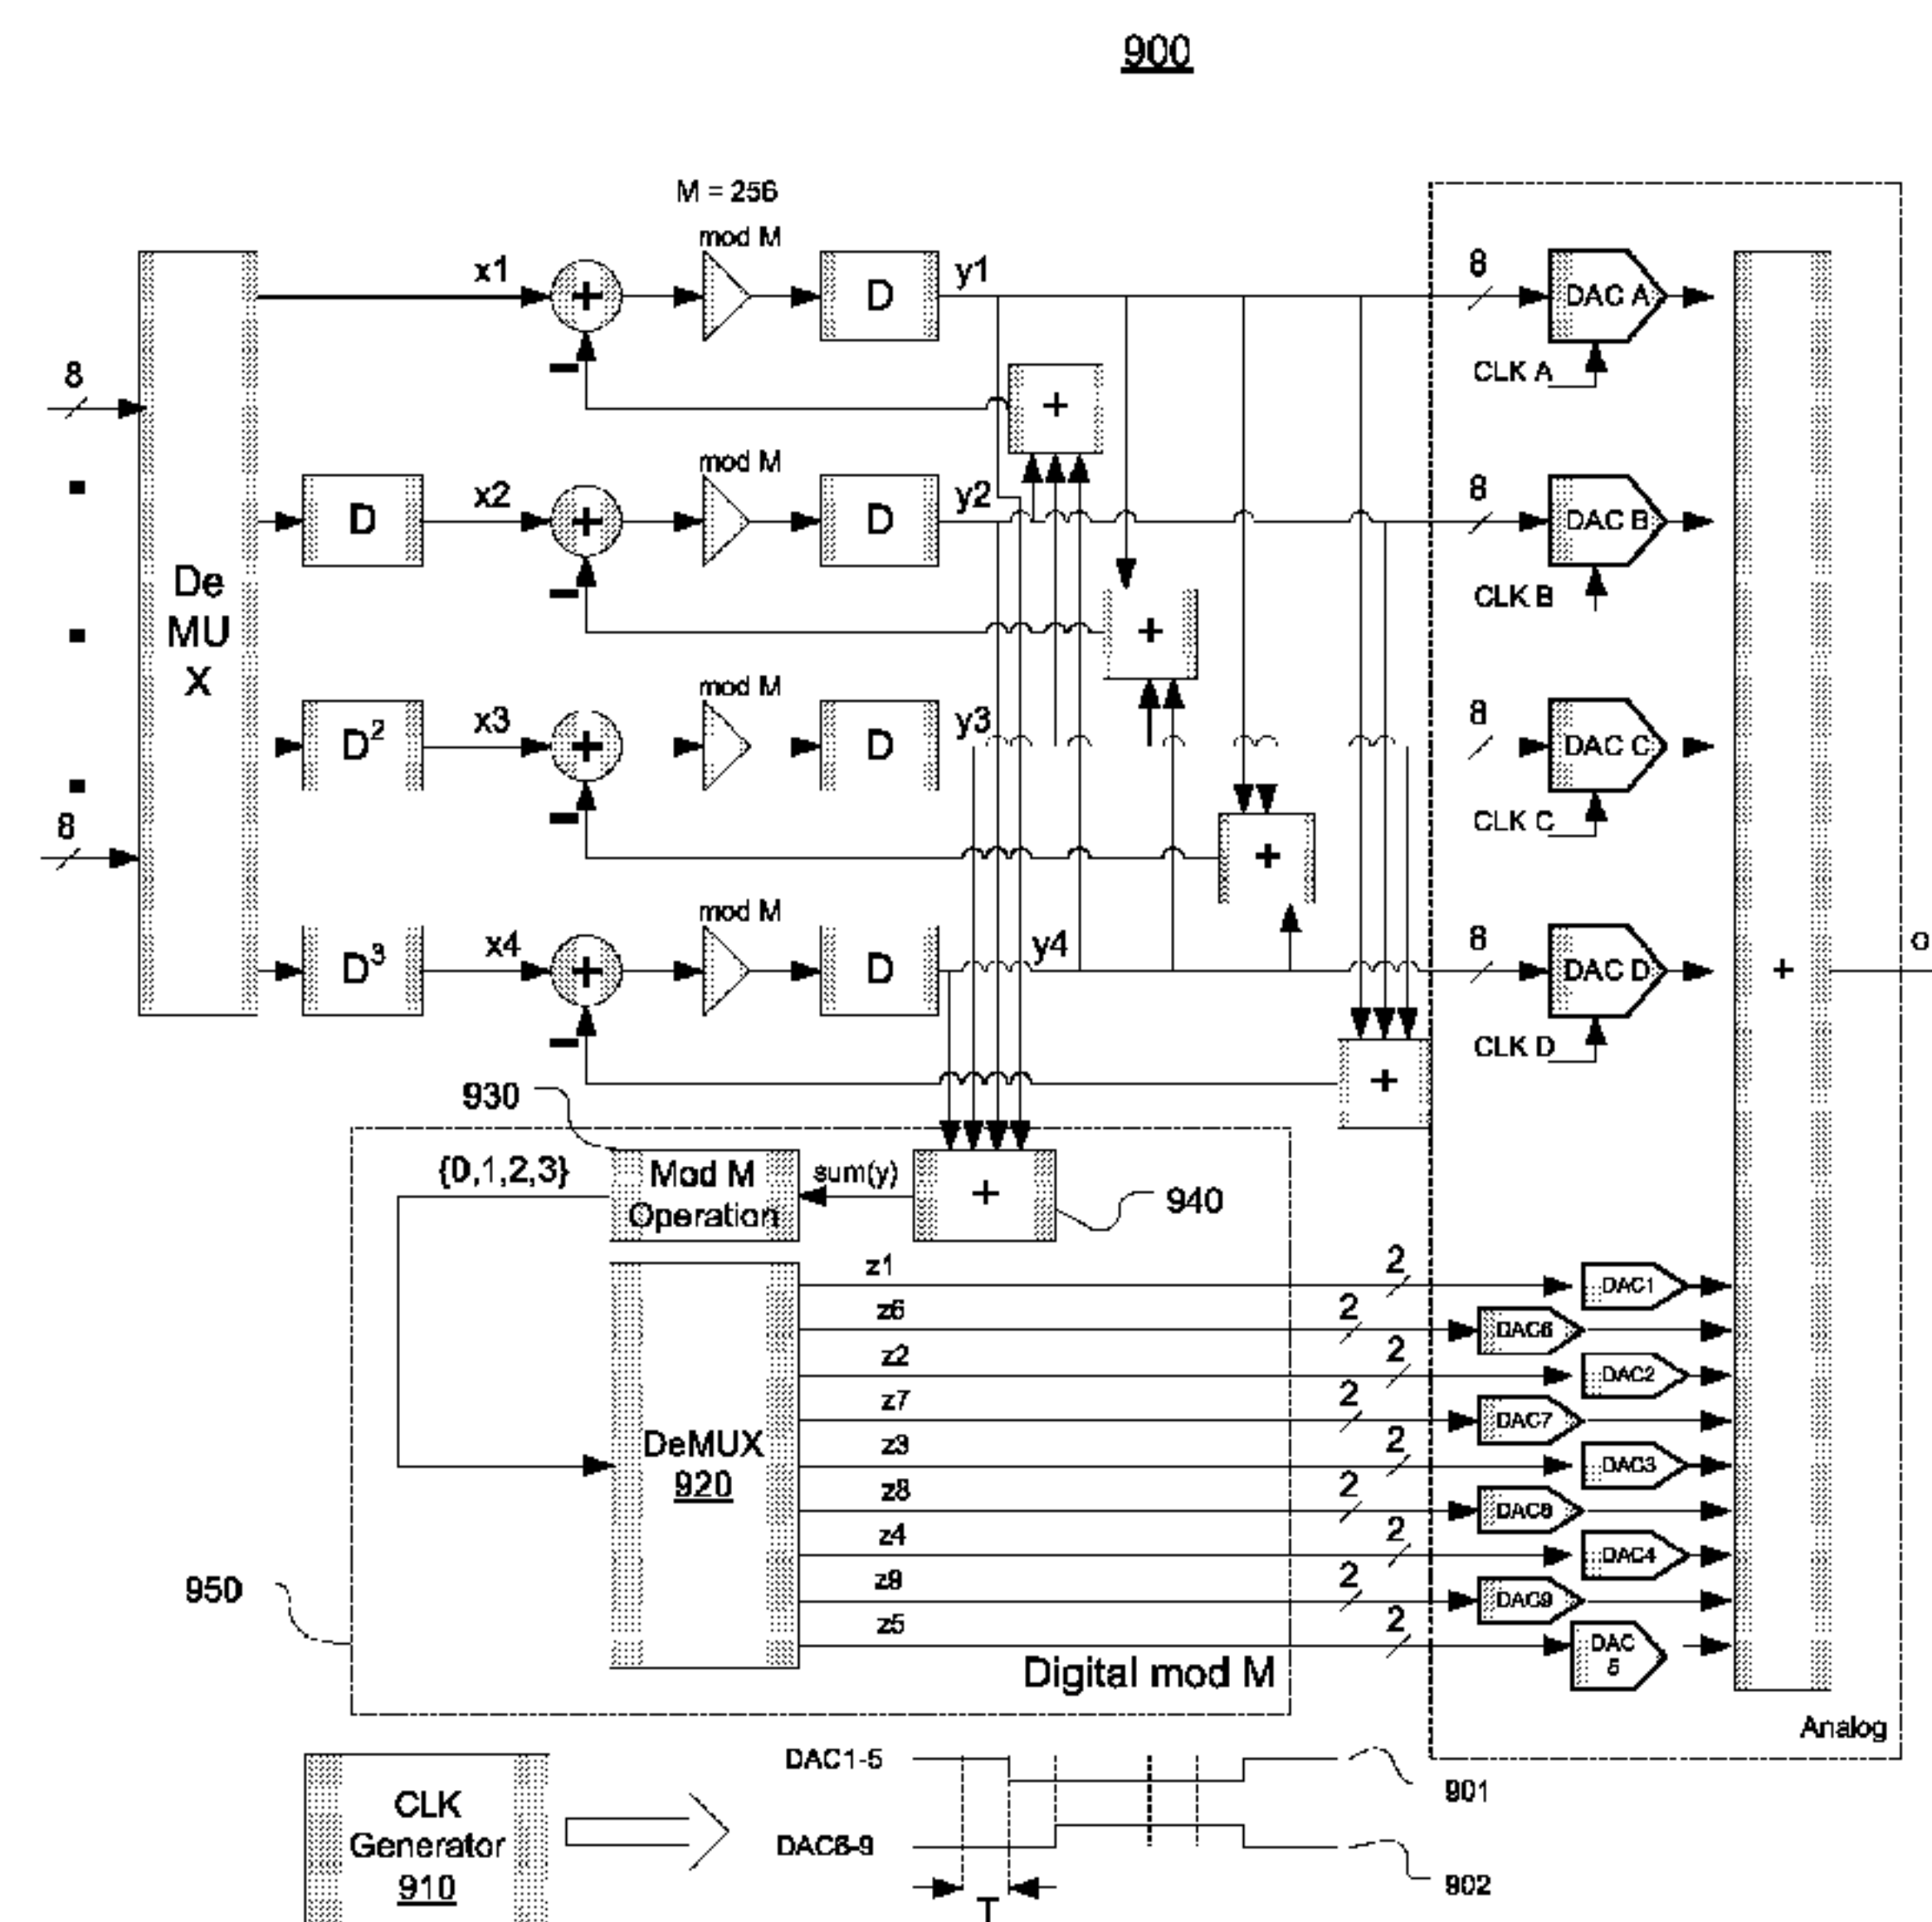 900
M = 256
mod M
x1
+
D
y1
8
DAC A
CLK A
8
+
mod M
D
x2
+
D
y2
8
DAC B
CLK B
De
MU
X
+
mod M
D²
x3
+
D
y3
8
DAC C
CLK C
8
+
mod M
D³
x4
+
D
y4
8
DAC D
CLK D
+
o
+
930
{0,1,2,3}
Mod M
Operation
sum(y)
+
940
z1
2
DAC1
z6
2
DAC6
z2
2
DAC2
z7
2
DAC7
DeMUX
920
z3
2
DAC3
z8
2
DAC8
z4
2
DAC4
950
z9
2
DAC9
z5
2
DAC
5
Digital mod M
Analog
CLK
Generator
910
DAC1-5
901
DAC6-9
902
T